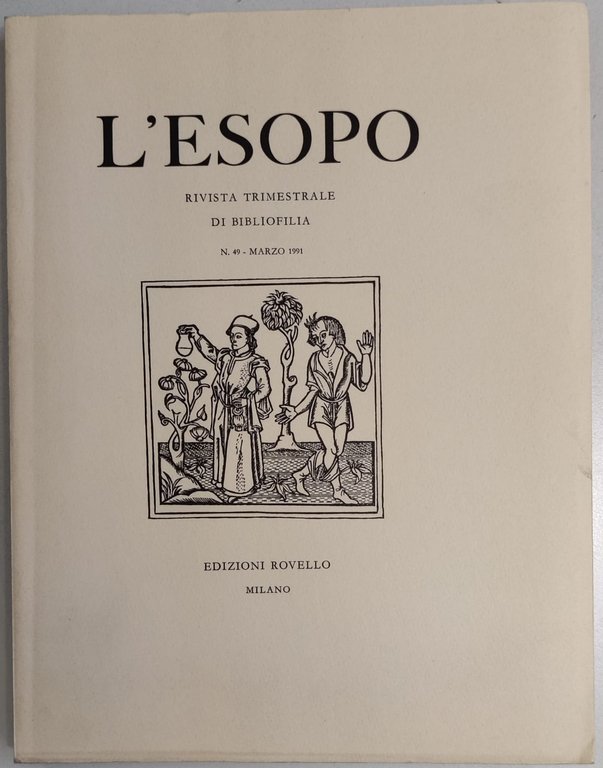 L'ESOPO
RIVISTA TRIMESTRALE
DI BIBLIOFILIA
N. 49 - MARZO 1991
EDIZIONI ROVELLO
MILANO